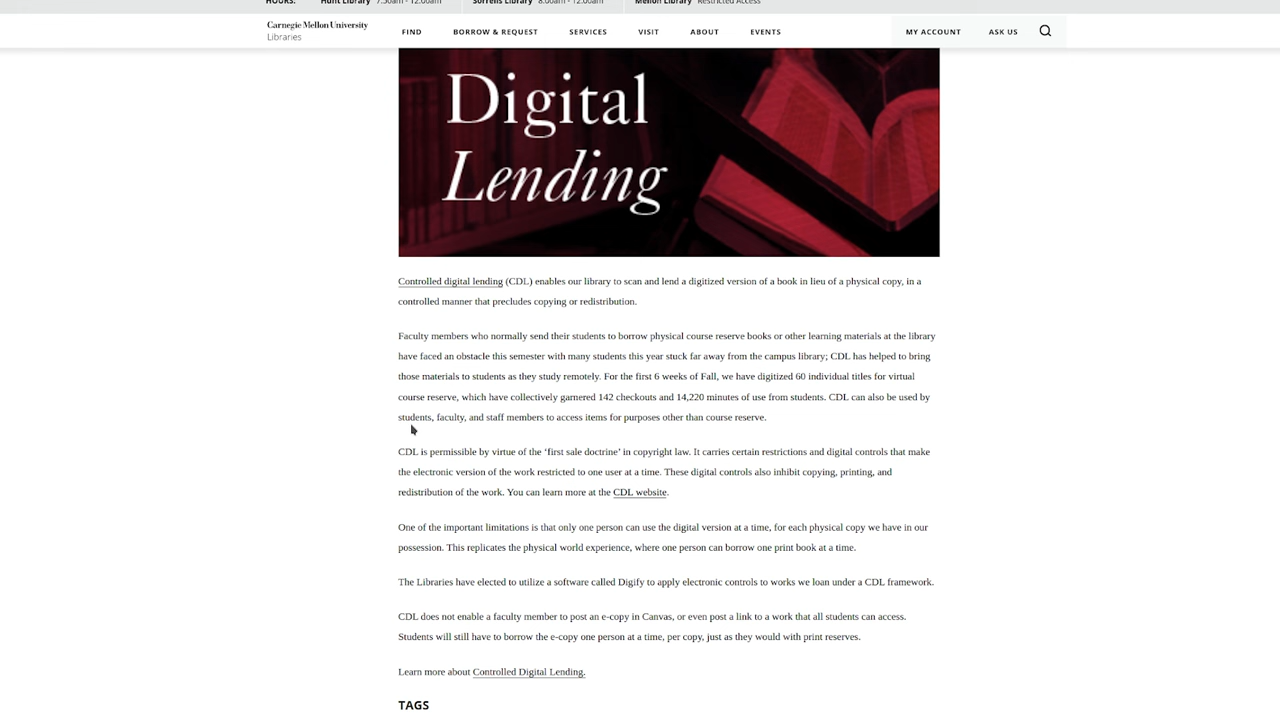 HOURS: Hunt Library 7:30am - 12:00am Sorrells Library 8:00am - 12:00am Mellon Library Restricted Access
Carnegie Mellon University
Libraries
FIND BORROW & REQUEST SERVICES VISIT ABOUT EVENTS MY ACCOUNT ASK US
Digital
Lending
Controlled digital lending (CDL) enables our library to scan and lend a digitized version of a book in lieu of a physical copy, in a
controlled manner that precludes copying or redistribution.
Faculty members who normally send their students to borrow physical course reserve books or other learning materials at the library
have faced an obstacle this semester with many students this year stuck far away from the campus library; CDL has helped to bring
those materials to students as they study remotely. For the first 6 weeks of Fall, we have digitized 60 individual titles for virtual
course reserve, which have collectively garnered 142 checkouts and 14,220 minutes of use from students. CDL can also be used by
students, faculty, and staff members to access items for purposes other than course reserve.
CDL is permissible by virtue of the ‘first sale doctrine’ in copyright law. It carries certain restrictions and digital controls that make
the electronic version of the work restricted to one user at a time. These digital controls also inhibit copying, printing, and
redistribution of the work. You can learn more at the CDL website.
One of the important limitations is that only one person can use the digital version at a time, for each physical copy we have in our
possession. This replicates the physical world experience, where one person can borrow one print book at a time.
The Libraries have elected to utilize a software called Digify to apply electronic controls to works we loan under a CDL framework.
CDL does not enable a faculty member to post an e-copy in Canvas, or even post a link to a work that all students can access.
Students will still have to borrow the e-copy one person at a time, per copy, just as they would with print reserves.
Learn more about Controlled Digital Lending.
TAGS